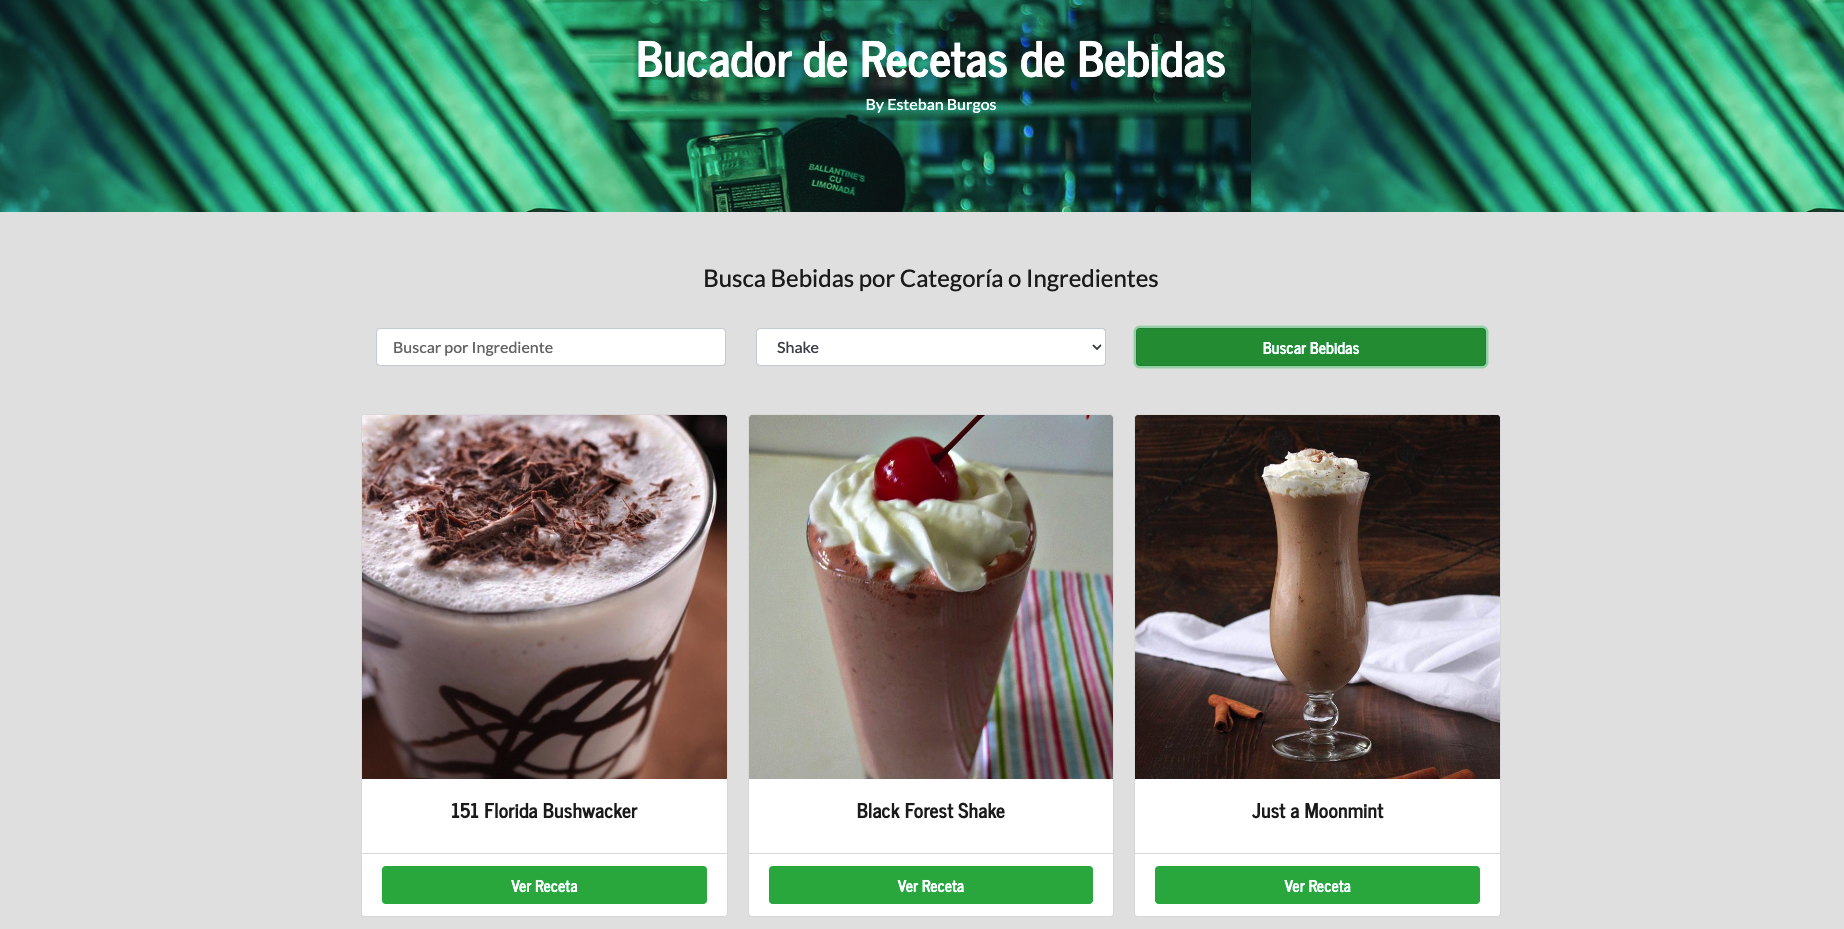 Bucador de Recetas de Bebidas
By Esteban Burgos
BALLANTINE'S
CU
LIMONADĂ
Busca Bebidas por Categoría o Ingredientes
Buscar por Ingrediente
Shake
Buscar Bebidas
151 Florida Bushwacker
Black Forest Shake
Just a Moonmint
Ver Receta
Ver Receta
Ver Receta